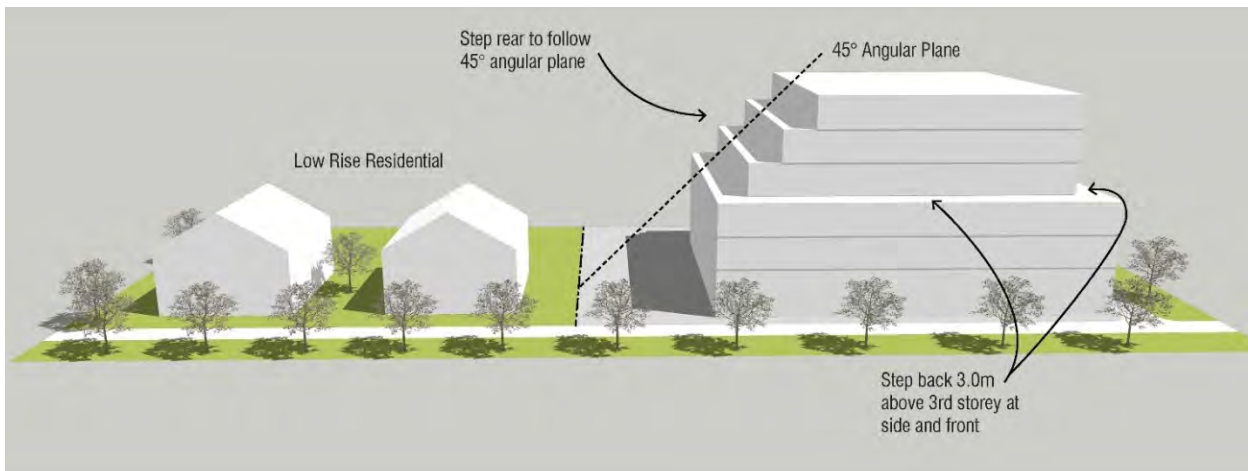 Step rear to follow
45° angular plane
45° Angular Plane
Low Rise Residential
Step back 3.0m
above 3rd storey at
side and front